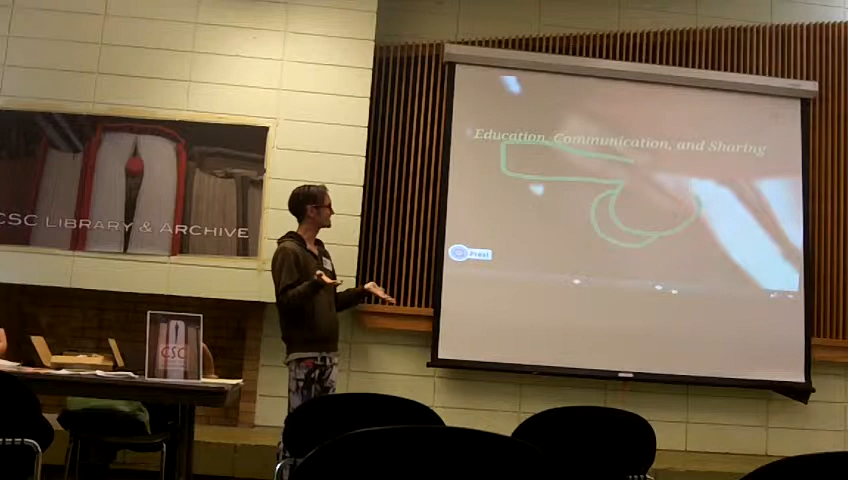 Education, Communication, and Sharing
Prezi
CSC LIBRARY & ARCHIVE
CSC